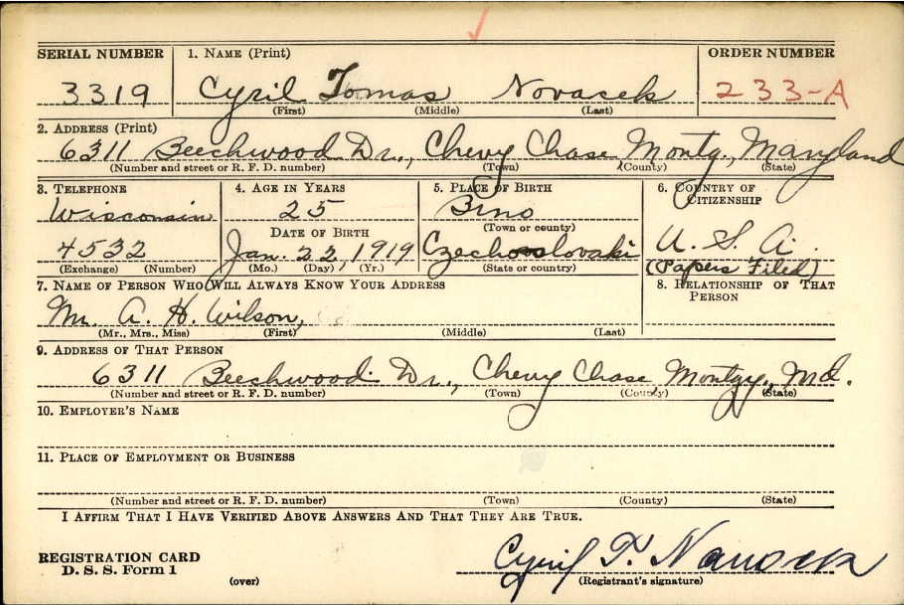 SERIAL NUMBER 1. NAME (Print) ORDER NUMBER
3319 Cyril Tomas Novacek 233-A
(First) (Middle) (Last)
2. ADDRESS (Print)
6311 Beechwood Dr., Chevy Chase Montg., Maryland
(Number and street or R. F. D. number) (Town) (County) (State)
3. TELEPHONE 4. AGE IN YEARS 5. PLACE OF BIRTH 6. COUNTRY OF CITIZENSHIP
Wisconsin 25 Brno
DATE OF BIRTH (Town or county)
4532 Jan. 22, 1919 Czechoslovaki U. S. A.
(Exchange) (Number) (Mo.) (Day) (Yr.) (State or country) (Papers Filed)
7. NAME OF PERSON WHO WILL ALWAYS KNOW YOUR ADDRESS 8. RELATIONSHIP OF THAT PERSON
Mr. A. H. Wilson,
(Mr., Mrs., Miss) (First) (Middle) (Last)
9. ADDRESS OF THAT PERSON
6311 Beechwood Dr., Chevy Chase, Montgy., Md.
(Number and street or R. F. D. number) (Town) (County) (State)
10. EMPLOYER'S NAME
11. PLACE OF EMPLOYMENT OR BUSINESS
(Number and street or R. F. D. number) (Town) (County) (State)
I AFFIRM THAT I HAVE VERIFIED ABOVE ANSWERS AND THAT THEY ARE TRUE.
REGISTRATION CARD Cyril T. Novacek
D. S. S. Form 1 (over) (Registrant's signature)